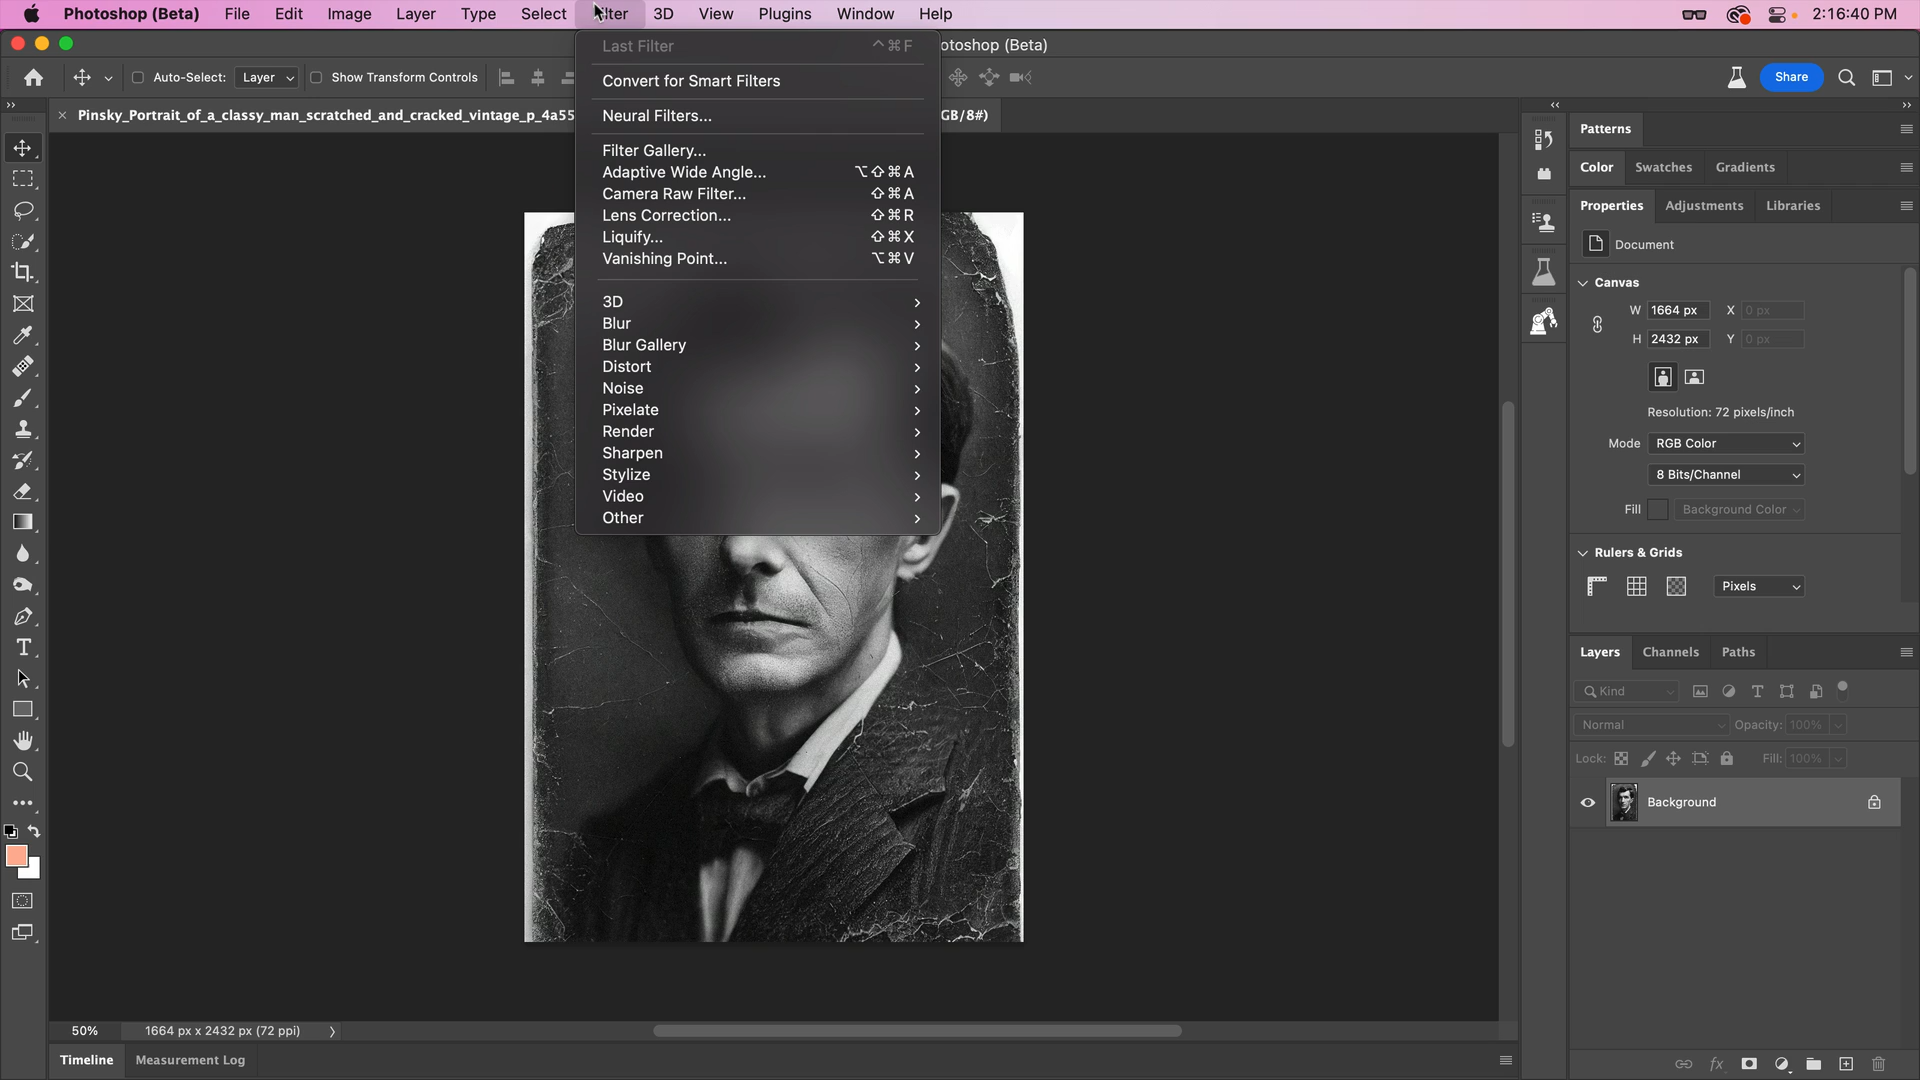 Photoshop (Beta) File Edit Image Layer Type Select Filter 3D View Plugins Window Help 2:16:40 PM
otoshop (Beta)
Auto-Select: Layer Show Transform Controls Share
Pinsky_Portrait_of_a_classy_man_scratched_and_cracked_vintage_p_4a55 GB/8#)
Last Filter ^⌘F
Convert for Smart Filters
Neural Filters...
Filter Gallery...
Adaptive Wide Angle... ⌥⇧⌘A
Camera Raw Filter... ⇧⌘A
Lens Correction... ⇧⌘R
Liquify... ⇧⌘X
Vanishing Point... ⌥⌘V
3D
Blur
Blur Gallery
Distort
Noise
Pixelate
Render
Sharpen
Stylize
Video
Other
Patterns
Color Swatches Gradients
Properties Adjustments Libraries
Document
Canvas
W 1664 px X 0 px
H 2432 px Y 0 px
Resolution: 72 pixels/inch
Mode RGB Color
8 Bits/Channel
Fill Background Color
Rulers & Grids
Pixels
Layers Channels Paths
Kind
Normal Opacity: 100%
Lock: Fill: 100%
Background
50% 1664 px x 2432 px (72 ppi)
Timeline Measurement Log